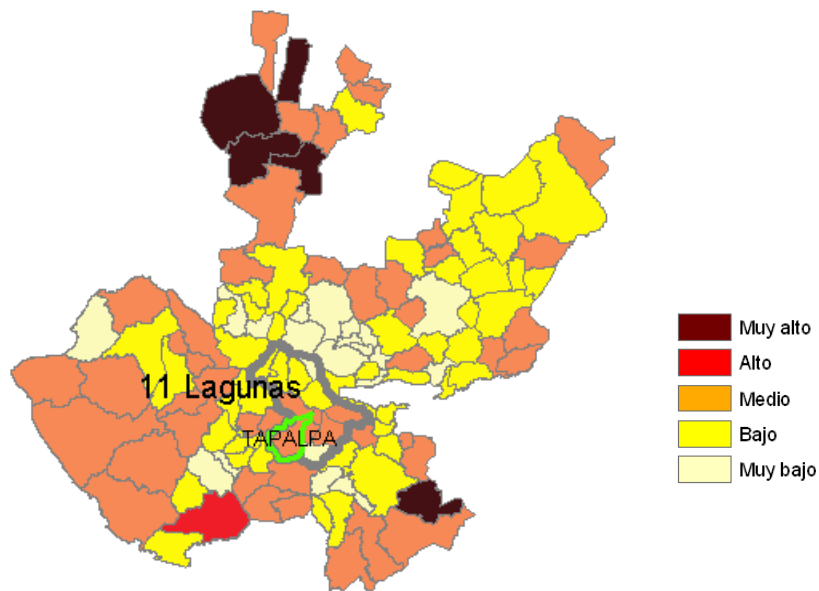 Muy alto
Alto
Medio
Bajo
Muy bajo
11 Lagunas
TAPALPA